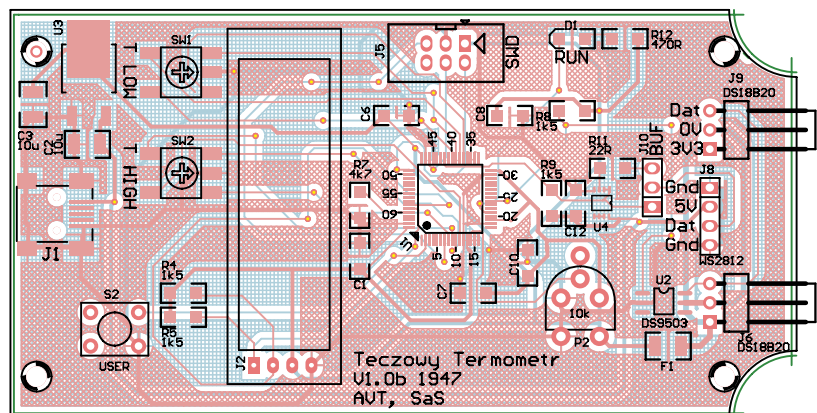 U3
SW1
T LOW
C3
10u
C2
10u
SW2
T HIGH
J1
S2
USER
R4
1k5
R5
1k5
J2
R7
4k7
C1
C6
J5
SWD
D1
RUN
R12
470R
C8
R8
1k5
45
40
35
50
55
60
30
25
20
5
10
15
U1
R9
1k5
C12
U4
R11
22R
J10
BUF
J9
DS18B20
Dat
0V
3V3
J8
Gnd
5V
Dat
Gnd
WS2812
C10
C7
10k
P2
U2
DS9503
F1
J6
DS18B20
Teczowy Termometr
V1.0b 1947
AVT, SaS